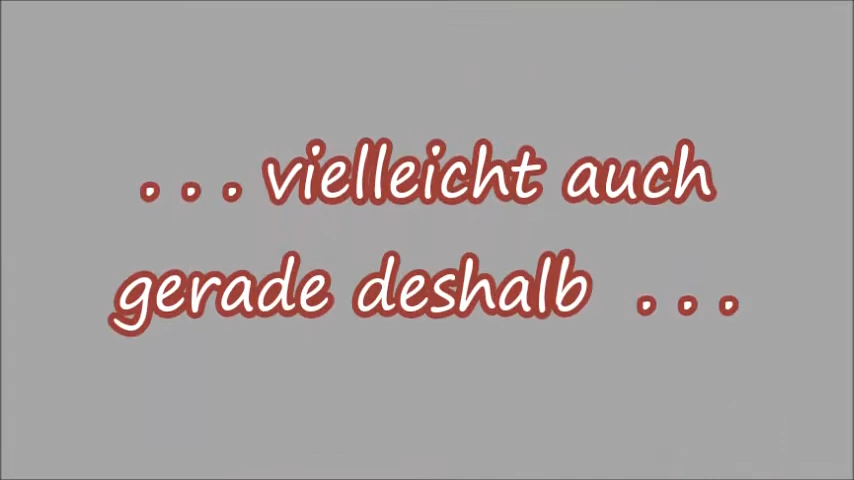 . . . vielleicht auch
gerade deshalb . . .